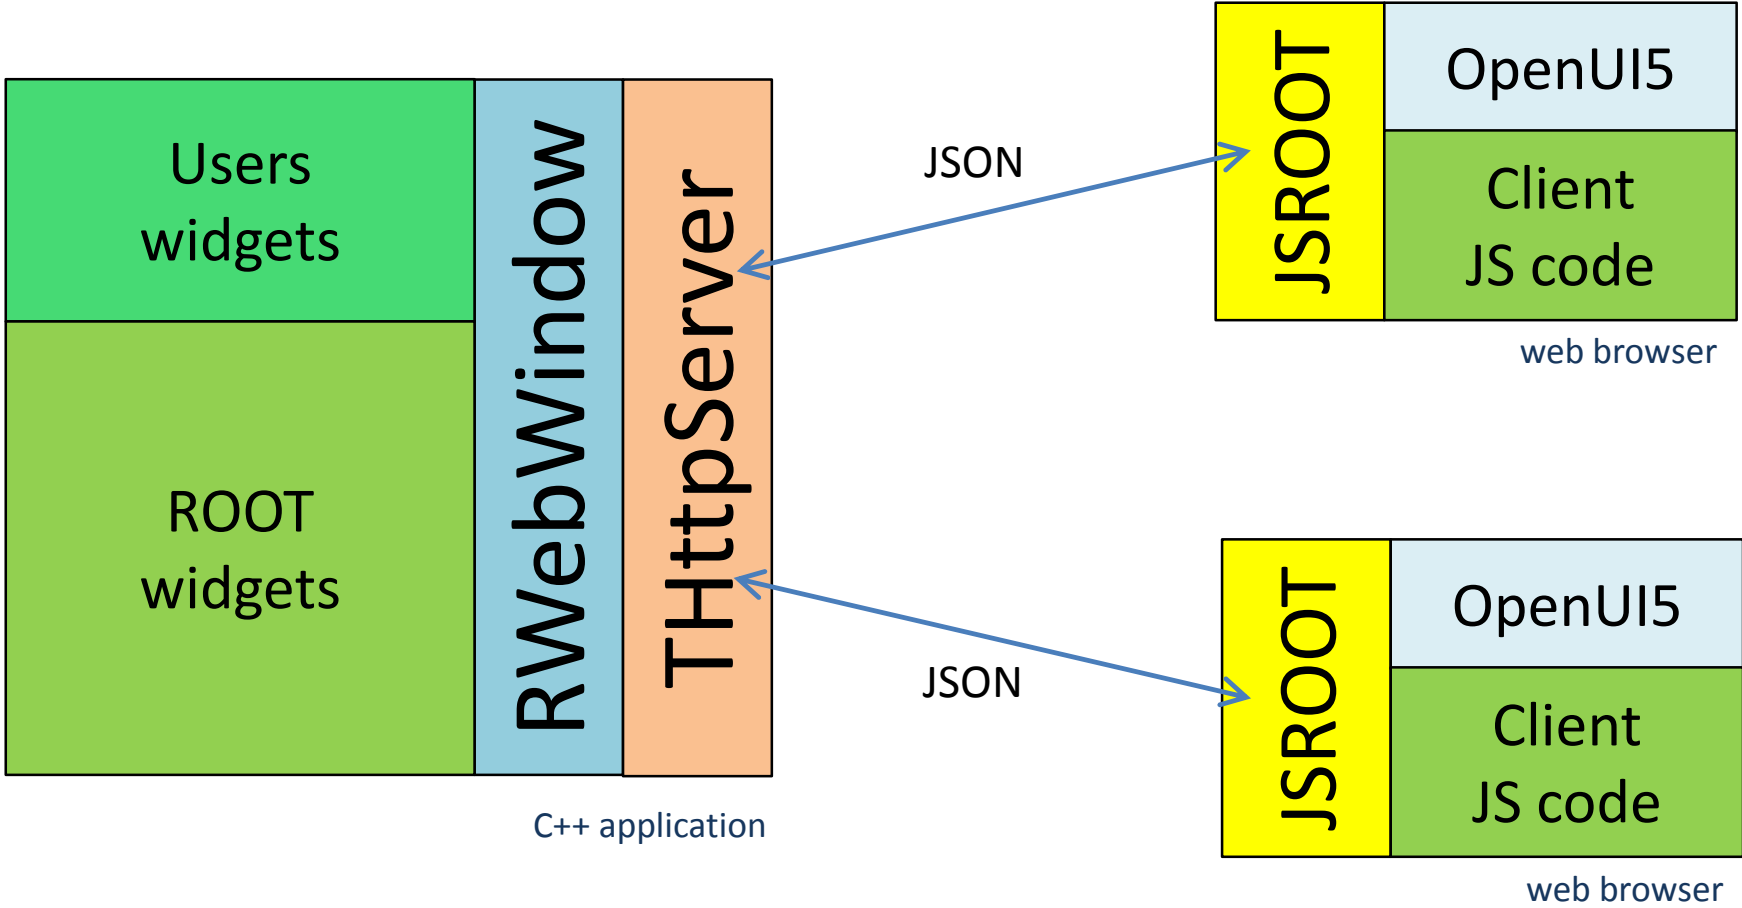 Users
widgets
ROOT
widgets
RWebWindow
THttpServer
C++ application
JSON
JSON
JSROOT
OpenUI5
Client
JS code
web browser
JSROOT
OpenUI5
Client
JS code
web browser